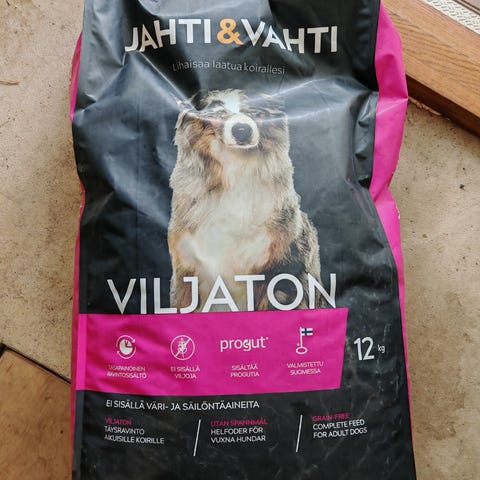 JAHTI&VAHTI
Lihaisaa laatua koirallesi
VILJATON
TASAPAINOINEN
RAVINTOSISÄLTÖ
EI SISÄLLÄ
VILJOJA
progut®
SISÄLTÄÄ
PROGUTIA
VALMISTETTU
SUOMESSA
12 kg
EI SISÄLLÄ VÄRI- JA SÄILÖNTÄAINEITA
VILJATON
TÄYSRAVINTO
AIKUISILLE KOIRILLE
UTAN SPANNMÅL
HELFODER FÖR
VUXNA HUNDAR
GRAIN-FREE
COMPLETE FEED
FOR ADULT DOGS